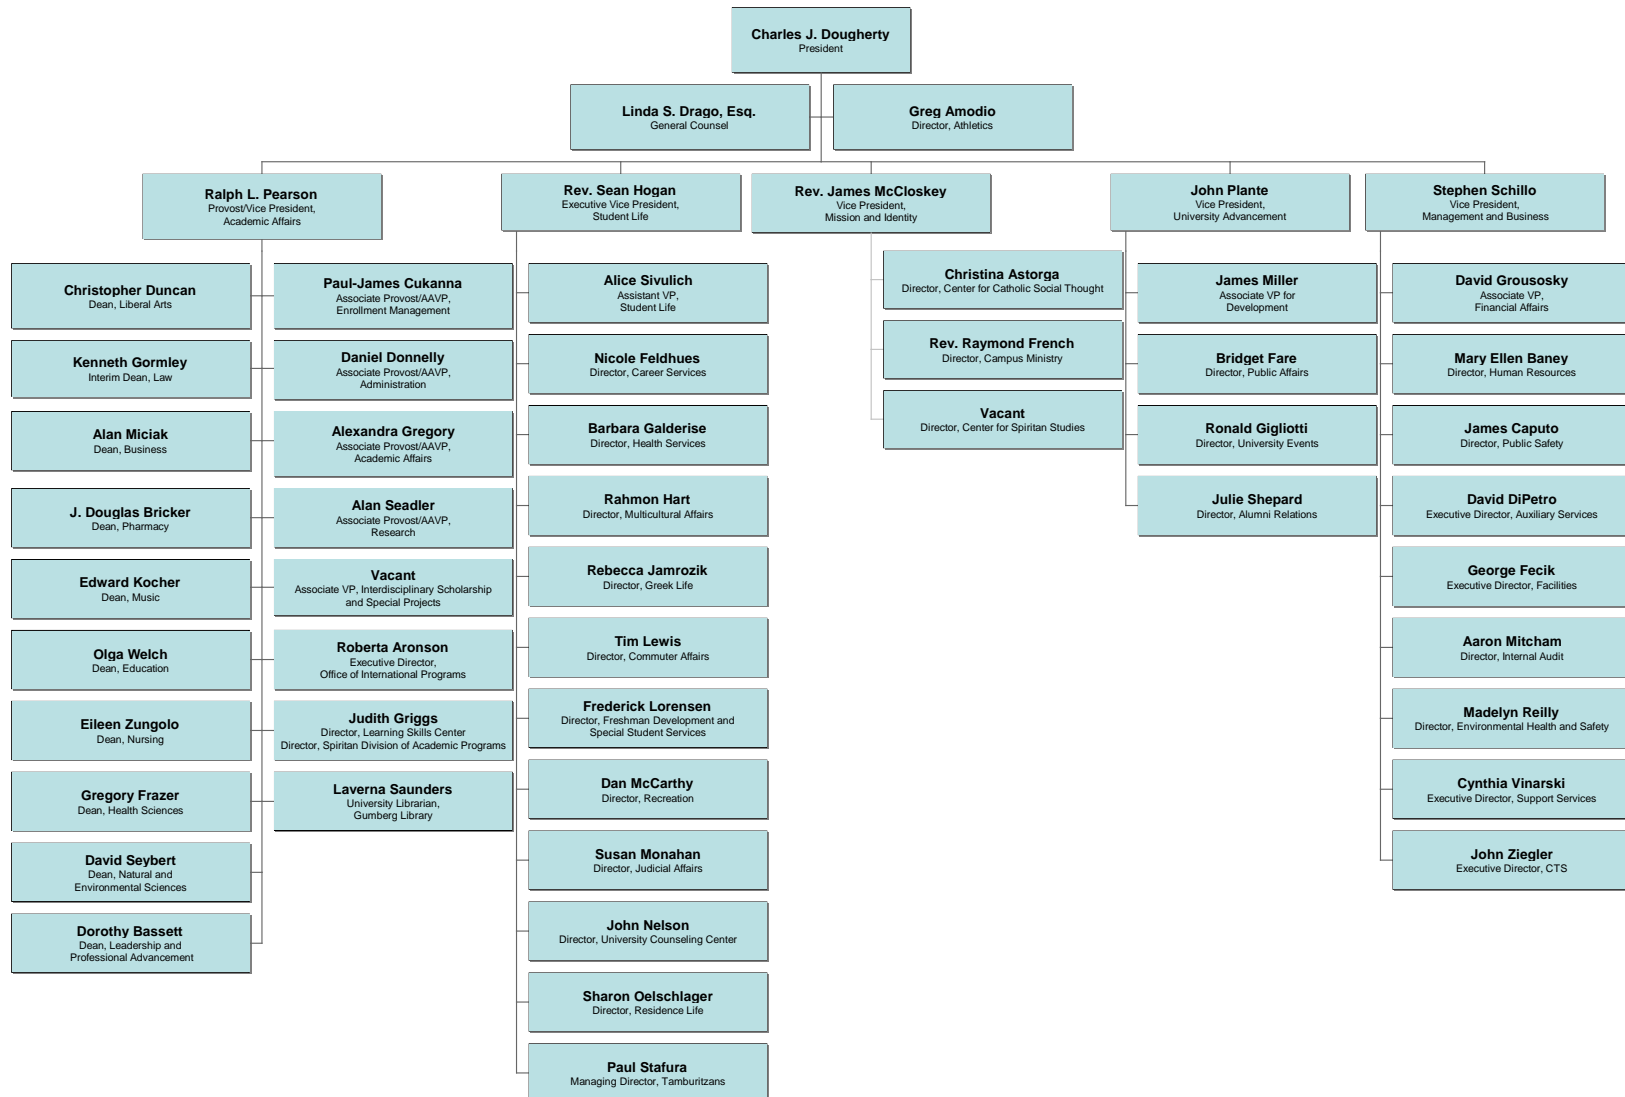 Charles J. Dougherty
President
Linda S. Drago, Esq.
General Counsel
Greg Amodio
Director, Athletics
Ralph L. Pearson
Provost/Vice President,
Academic Affairs
Rev. Sean Hogan
Executive Vice President,
Student Life
Rev. James McCloskey
Vice President,
Mission and Identity
John Plante
Vice President,
University Advancement
Stephen Schillo
Vice President,
Management and Business
Christopher Duncan
Dean, Liberal Arts
Kenneth Gormley
Interim Dean, Law
Alan Miciak
Dean, Business
J. Douglas Bricker
Dean, Pharmacy
Edward Kocher
Dean, Music
Olga Welch
Dean, Education
Eileen Zungolo
Dean, Nursing
Gregory Frazer
Dean, Health Sciences
David Seybert
Dean, Natural and
Environmental Sciences
Dorothy Bassett
Dean, Leadership and
Professional Advancement
Paul-James Cukanna
Associate Provost/AAVP,
Enrollment Management
Daniel Donnelly
Associate Provost/AAVP,
Administration
Alexandra Gregory
Associate Provost/AAVP,
Academic Affairs
Alan Seadler
Associate Provost/AAVP,
Research
Vacant
Associate VP, Interdisciplinary Scholarship
and Special Projects
Roberta Aronson
Executive Director,
Office of International Programs
Judith Griggs
Director, Learning Skills Center
Director, Spiritan Division of Academic Programs
Laverna Saunders
University Librarian,
Gumberg Library
Alice Sivulich
Assistant VP,
Student Life
Nicole Feldhues
Director, Career Services
Barbara Galderise
Director, Health Services
Rahmon Hart
Director, Multicultural Affairs
Rebecca Jamrozik
Director, Greek Life
Tim Lewis
Director, Commuter Affairs
Frederick Lorensen
Director, Freshman Development and
Special Student Services
Dan McCarthy
Director, Recreation
Susan Monahan
Director, Judicial Affairs
John Nelson
Director, University Counseling Center
Sharon Oelschlager
Director, Residence Life
Paul Stafura
Managing Director, Tamburitzans
Christina Astorga
Director, Center for Catholic Social Thought
Rev. Raymond French
Director, Campus Ministry
Vacant
Director, Center for Spiritan Studies
James Miller
Associate VP for
Development
Bridget Fare
Director, Public Affairs
Ronald Gigliotti
Director, University Events
Julie Shepard
Director, Alumni Relations
David Grousosky
Associate VP,
Financial Affairs
Mary Ellen Baney
Director, Human Resources
James Caputo
Director, Public Safety
David DiPetro
Executive Director, Auxiliary Services
George Fecik
Executive Director, Facilities
Aaron Mitcham
Director, Internal Audit
Madelyn Reilly
Director, Environmental Health and Safety
Cynthia Vinarski
Executive Director, Support Services
John Ziegler
Executive Director, CTS